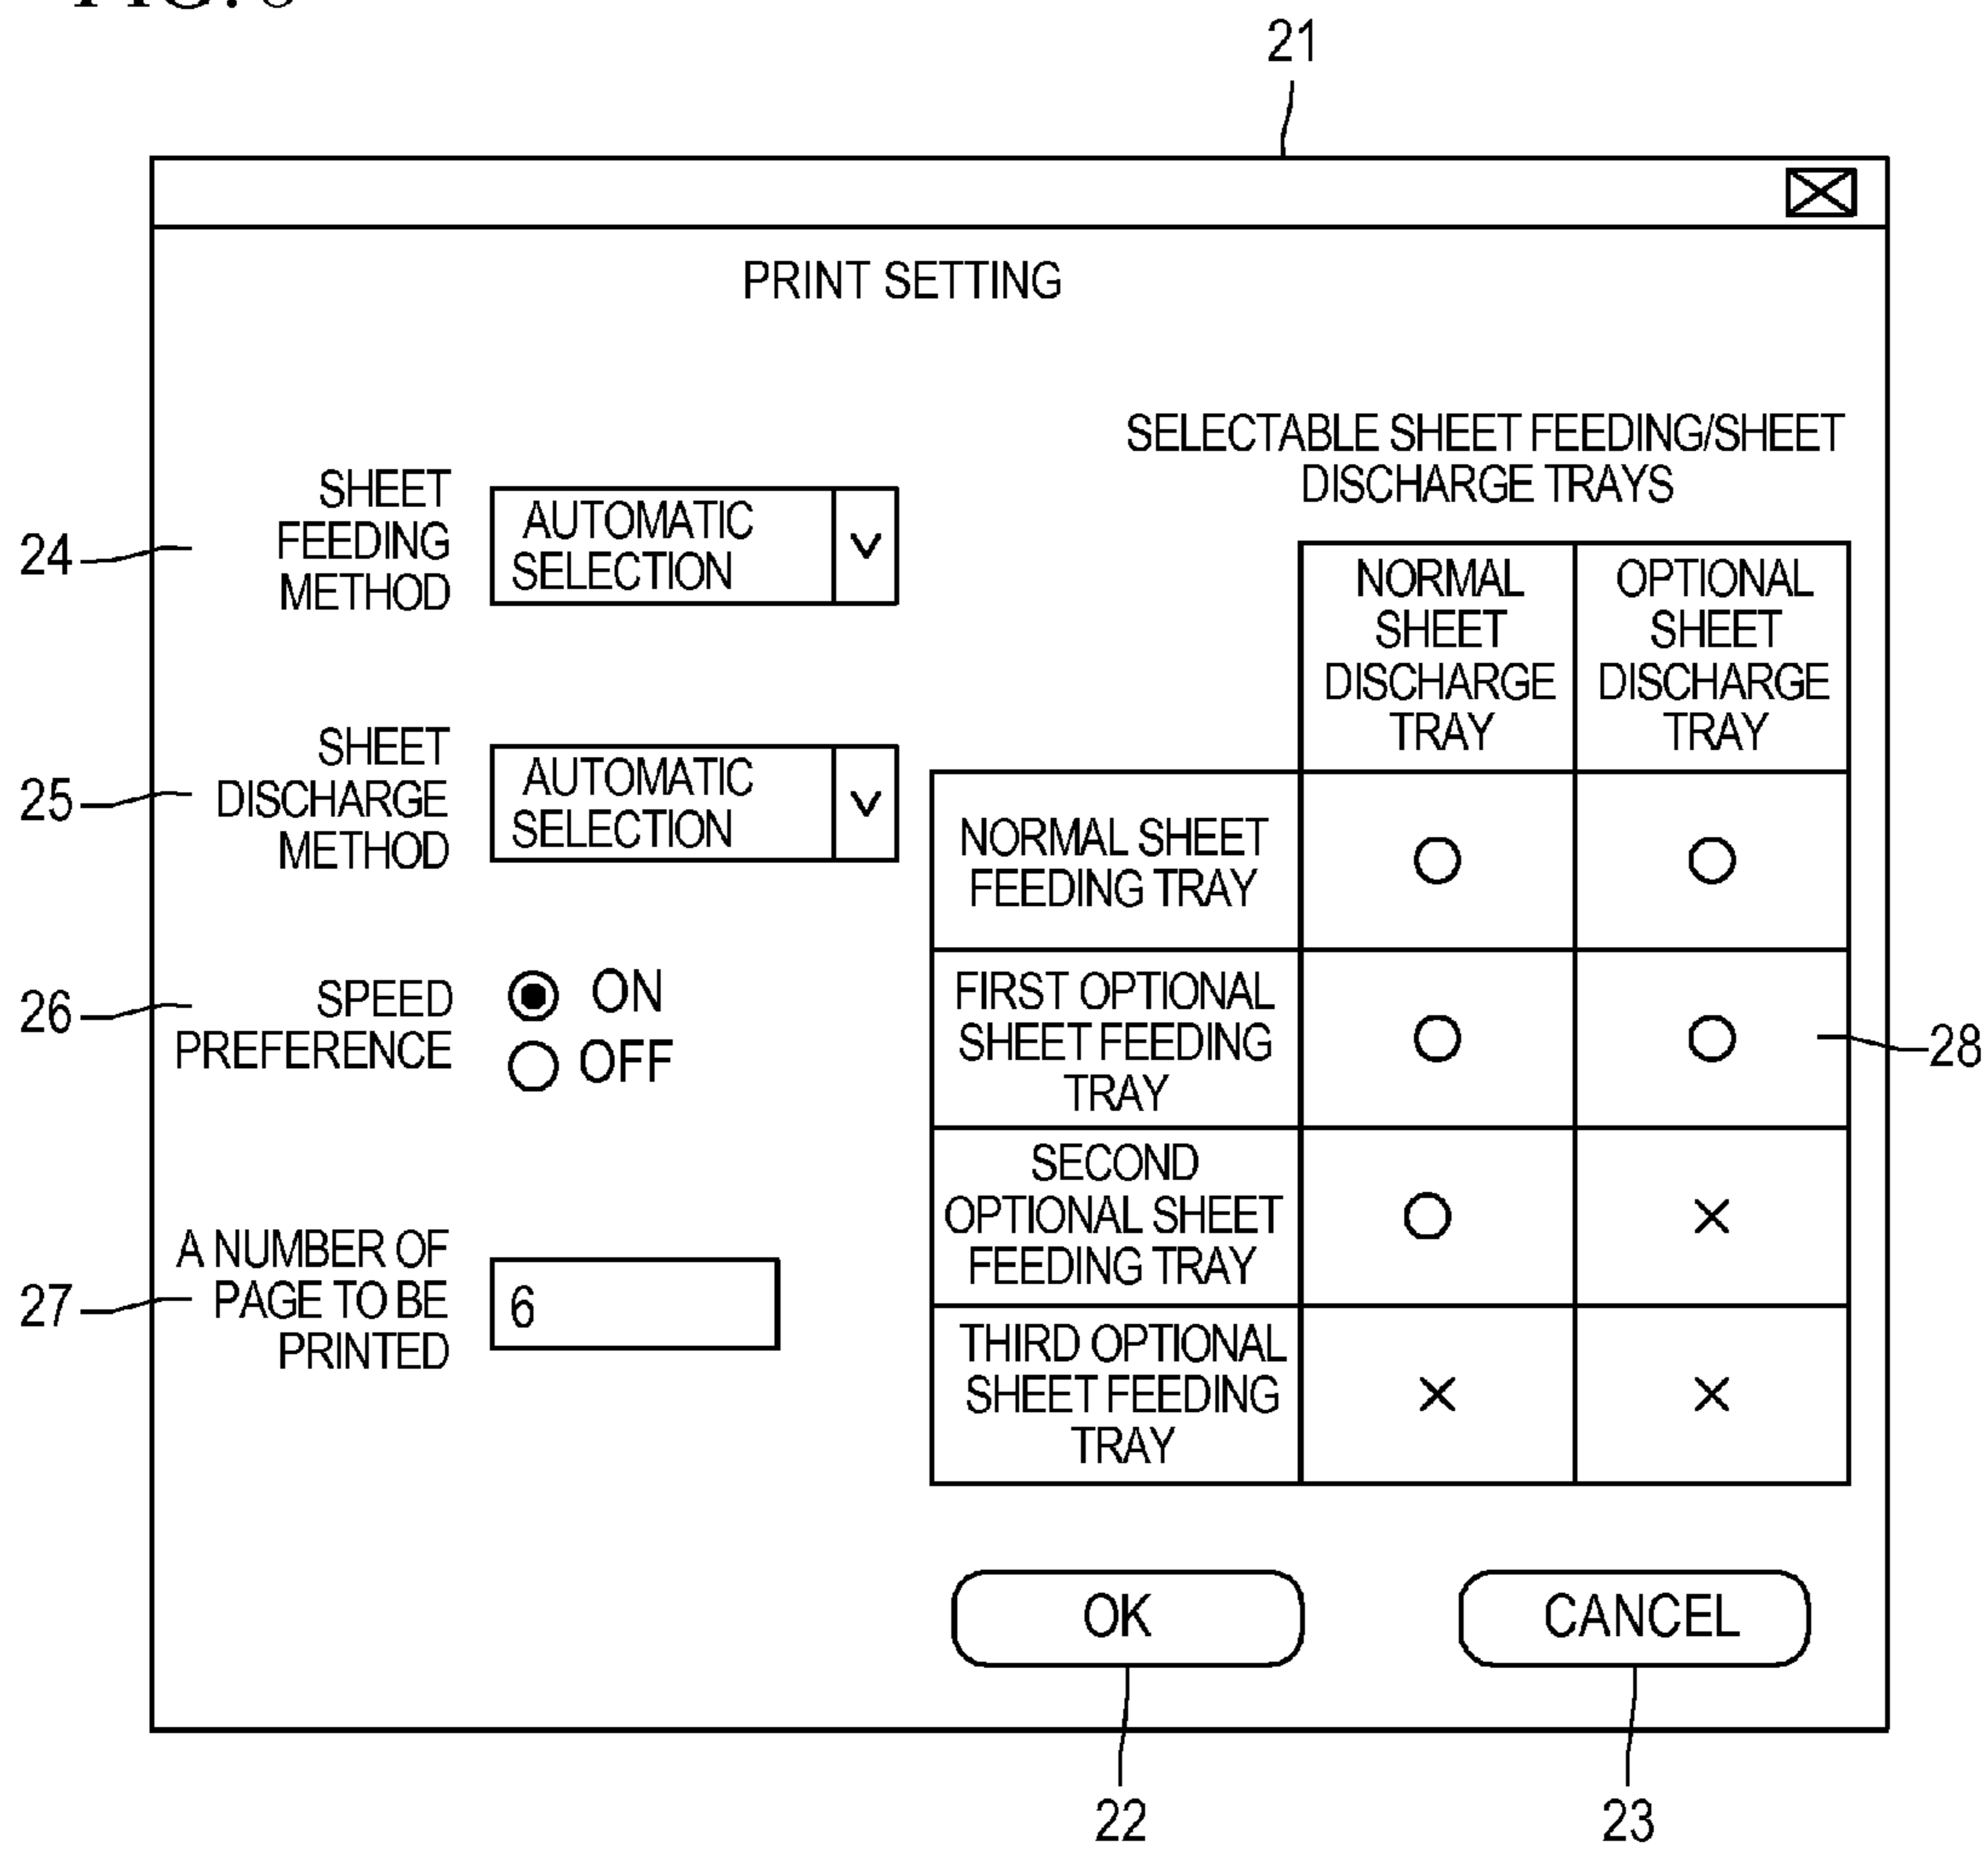 21
PRINT SETTING
SHEET
FEEDING
METHOD
24
AUTOMATIC
SELECTION
SHEET
DISCHARGE
METHOD
25
AUTOMATIC
SELECTION
SPEED
PREFERENCE
26
ON
OFF
A NUMBER OF
PAGE TO BE
PRINTED
27
6
SELECTABLE SHEET FEEDING/SHEET
DISCHARGE TRAYS
NORMAL
SHEET
DISCHARGE
TRAY
OPTIONAL
SHEET
DISCHARGE
TRAY
NORMAL SHEET
FEEDING TRAY
○ ○
FIRST OPTIONAL
SHEET FEEDING
TRAY
○ ○
28
SECOND
OPTIONAL SHEET
FEEDING TRAY
○ ×
THIRD OPTIONAL
SHEET FEEDING
TRAY
× ×
OK
CANCEL
22
23